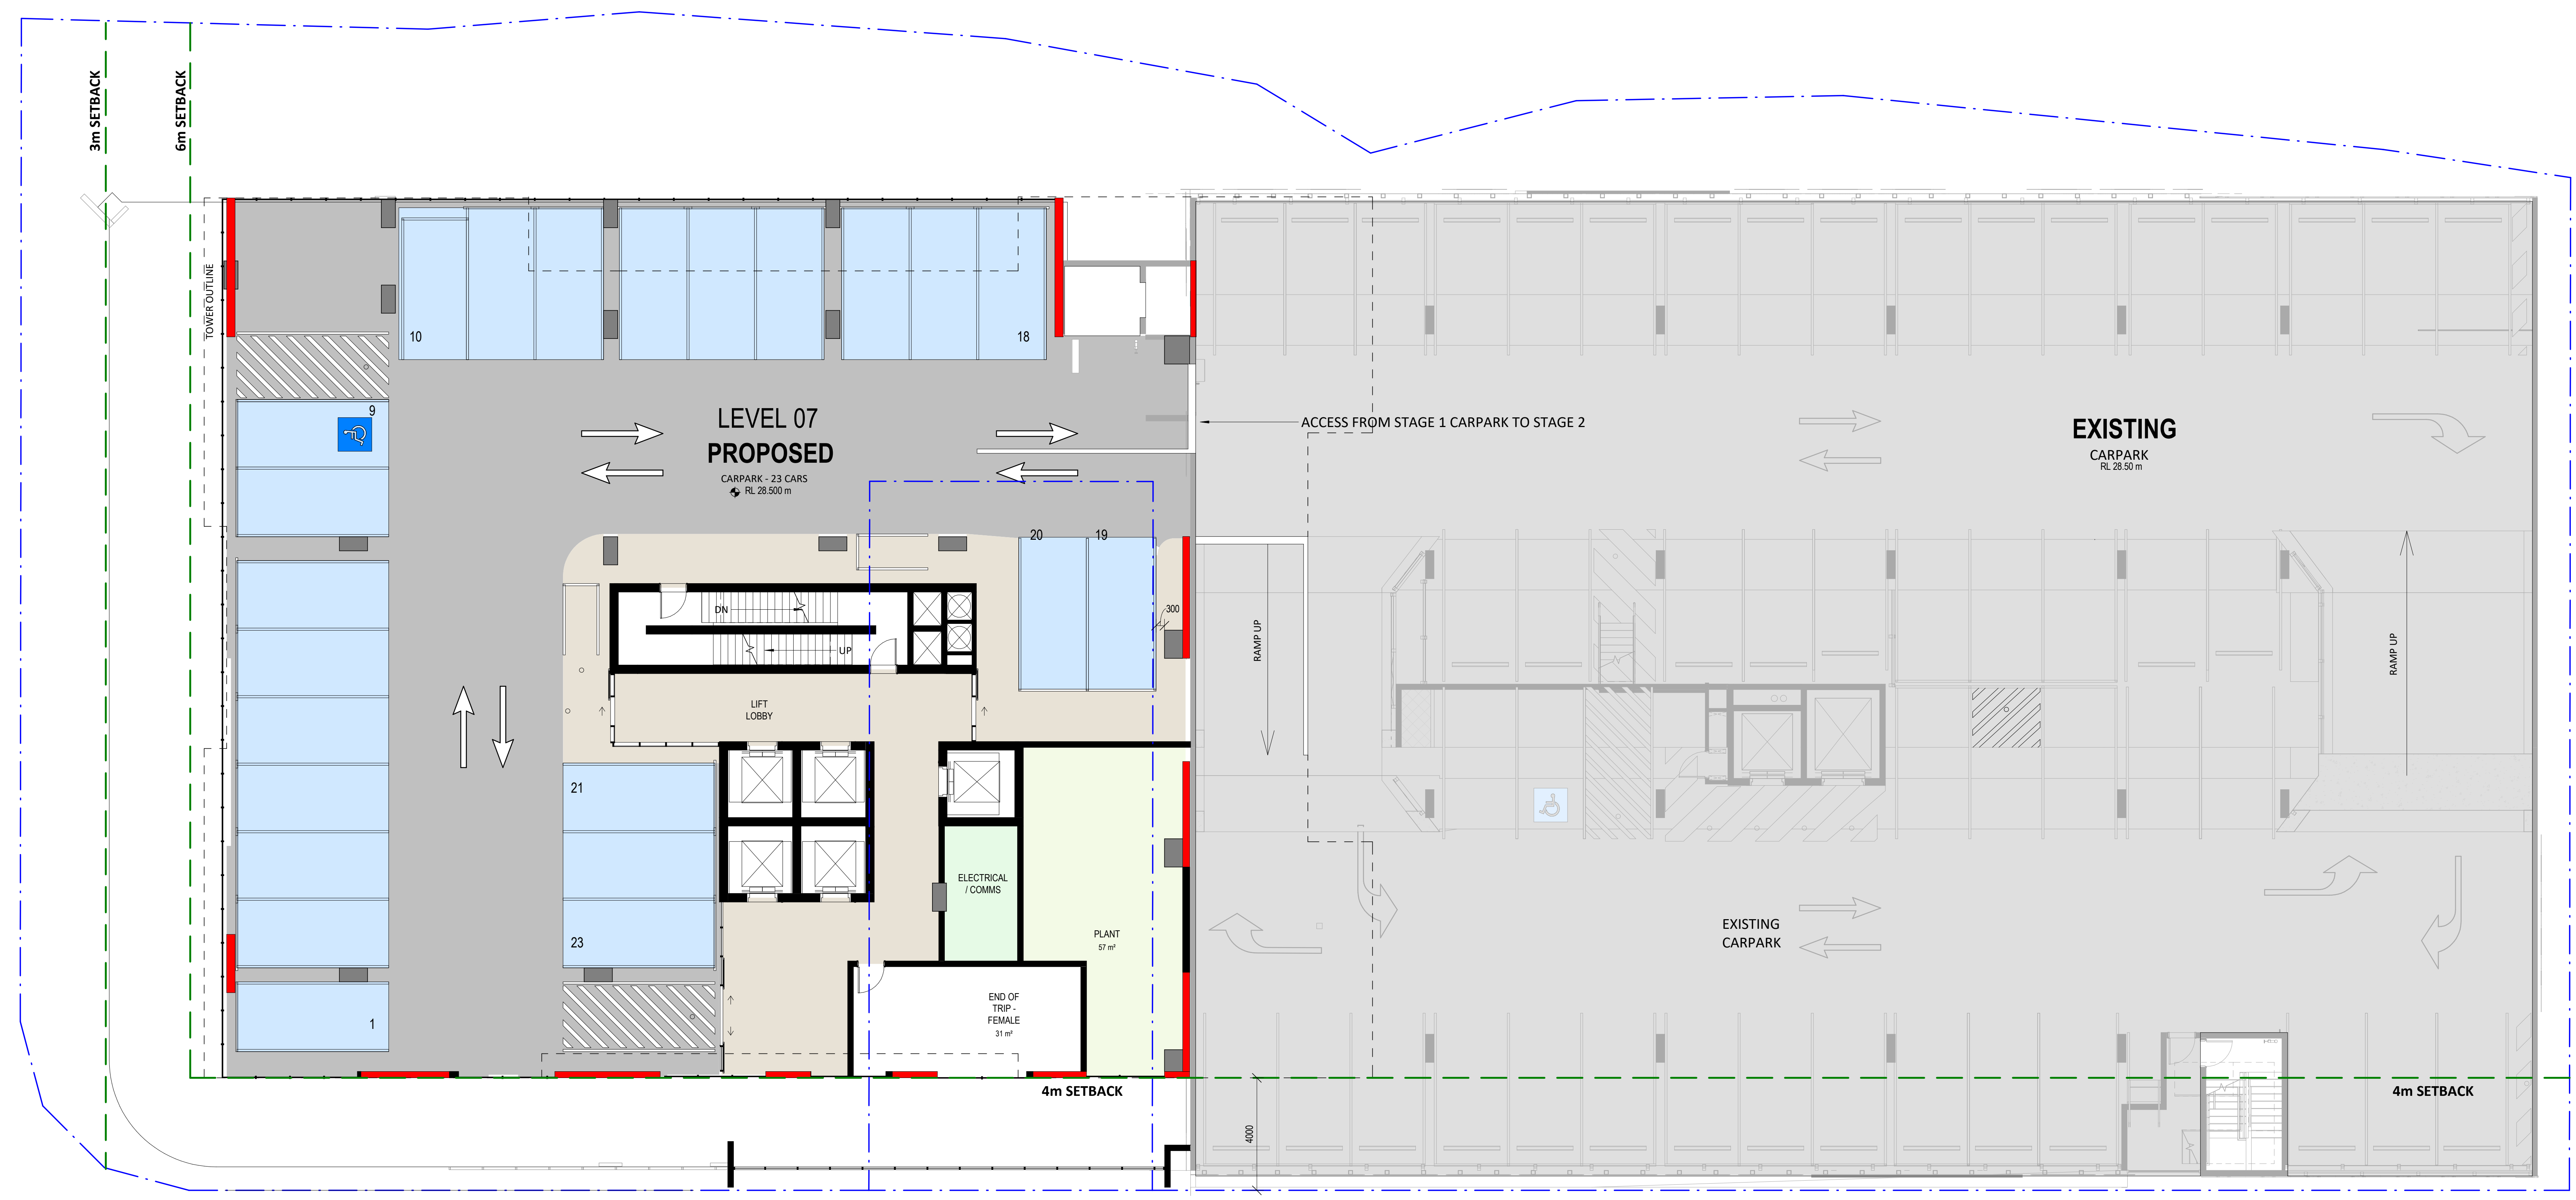 3m SETBACK
6m SETBACK
TOWER OUTLINE
10
18
9
LEVEL 07
PROPOSED
CARPARK - 23 CARS
RL 28.500 m
ACCESS FROM STAGE 1 CARPARK TO STAGE 2
EXISTING
CARPARK
RL 28.50 m
20
19
300
DN
UP
RAMP UP
RAMP UP
LIFT
LOBBY
21
23
ELECTRICAL
/ COMMS
PLANT
57 m²
EXISTING
CARPARK
END OF
TRIP -
FEMALE
31 m²
1
4m SETBACK
4m SETBACK
4000